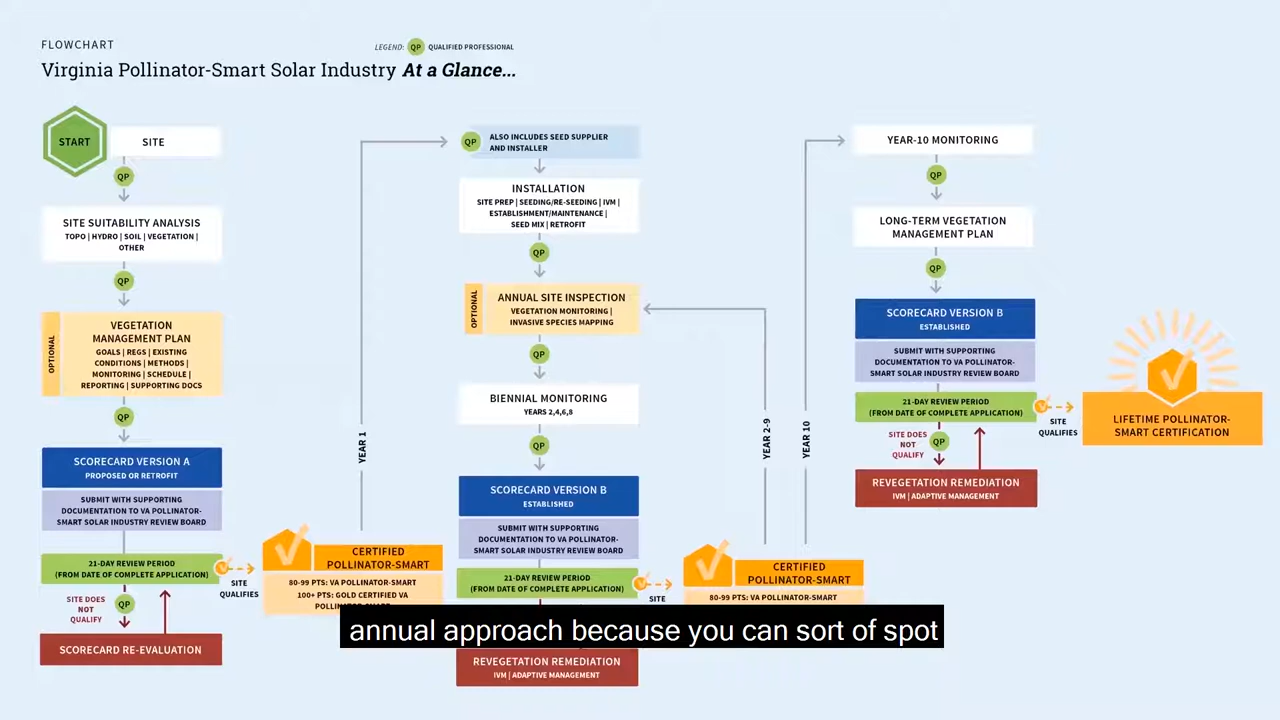 FLOWCHART
LEGEND: QP QUALIFIED PROFESSIONAL
Virginia Pollinator-Smart Solar Industry At a Glance...
START
SITE
QP
SITE SUITABILITY ANALYSIS
TOPO | HYDRO | SOIL | VEGETATION |
OTHER
QP
OPTIONAL
VEGETATION
MANAGEMENT PLAN
GOALS | REGS | EXISTING
CONDITIONS | METHODS |
MONITORING | SCHEDULE |
REPORTING | SUPPORTING DOCS
QP
SCORECARD VERSION A
PROPOSED OR RETROFIT
SUBMIT WITH SUPPORTING
DOCUMENTATION TO VA POLLINATOR-
SMART SOLAR INDUSTRY REVIEW BOARD
21-DAY REVIEW PERIOD
(FROM DATE OF COMPLETE APPLICATION)
SITE
QUALIFIES
SITE DOES
NOT
QUALIFY
QP
SCORECARD RE-EVALUATION
CERTIFIED
POLLINATOR-SMART
80-99 PTS: VA POLLINATOR-SMART
100+ PTS: GOLD CERTIFIED VA
YEAR 1
QP
ALSO INCLUDES SEED SUPPLIER
AND INSTALLER
INSTALLATION
SITE PREP | SEEDING/RE-SEEDING | IVM |
ESTABLISHMENT/MAINTENANCE |
SEED MIX | RETROFIT
QP
OPTIONAL
ANNUAL SITE INSPECTION
VEGETATION MONITORING |
INVASIVE SPECIES MAPPING
QP
BIENNIAL MONITORING
YEARS 2,4,6,8
QP
SCORECARD VERSION B
ESTABLISHED
SUBMIT WITH SUPPORTING
DOCUMENTATION TO VA POLLINATOR-
SMART SOLAR INDUSTRY REVIEW BOARD
21-DAY REVIEW PERIOD
(FROM DATE OF COMPLETE APPLICATION)
SITE
REVEGETATION REMEDIATION
IVM | ADAPTIVE MANAGEMENT
CERTIFIED
POLLINATOR-SMART
80-99 PTS: VA POLLINATOR-SMART
YEAR 2-9
YEAR 10
YEAR-10 MONITORING
QP
LONG-TERM VEGETATION
MANAGEMENT PLAN
QP
SCORECARD VERSION B
ESTABLISHED
SUBMIT WITH SUPPORTING
DOCUMENTATION TO VA POLLINATOR-
SMART SOLAR INDUSTRY REVIEW BOARD
21-DAY REVIEW PERIOD
(FROM DATE OF COMPLETE APPLICATION)
SITE
QUALIFIES
SITE DOES
NOT
QUALIFY
QP
REVEGETATION REMEDIATION
IVM | ADAPTIVE MANAGEMENT
LIFETIME POLLINATOR-
SMART CERTIFICATION
annual approach because you can sort of spot